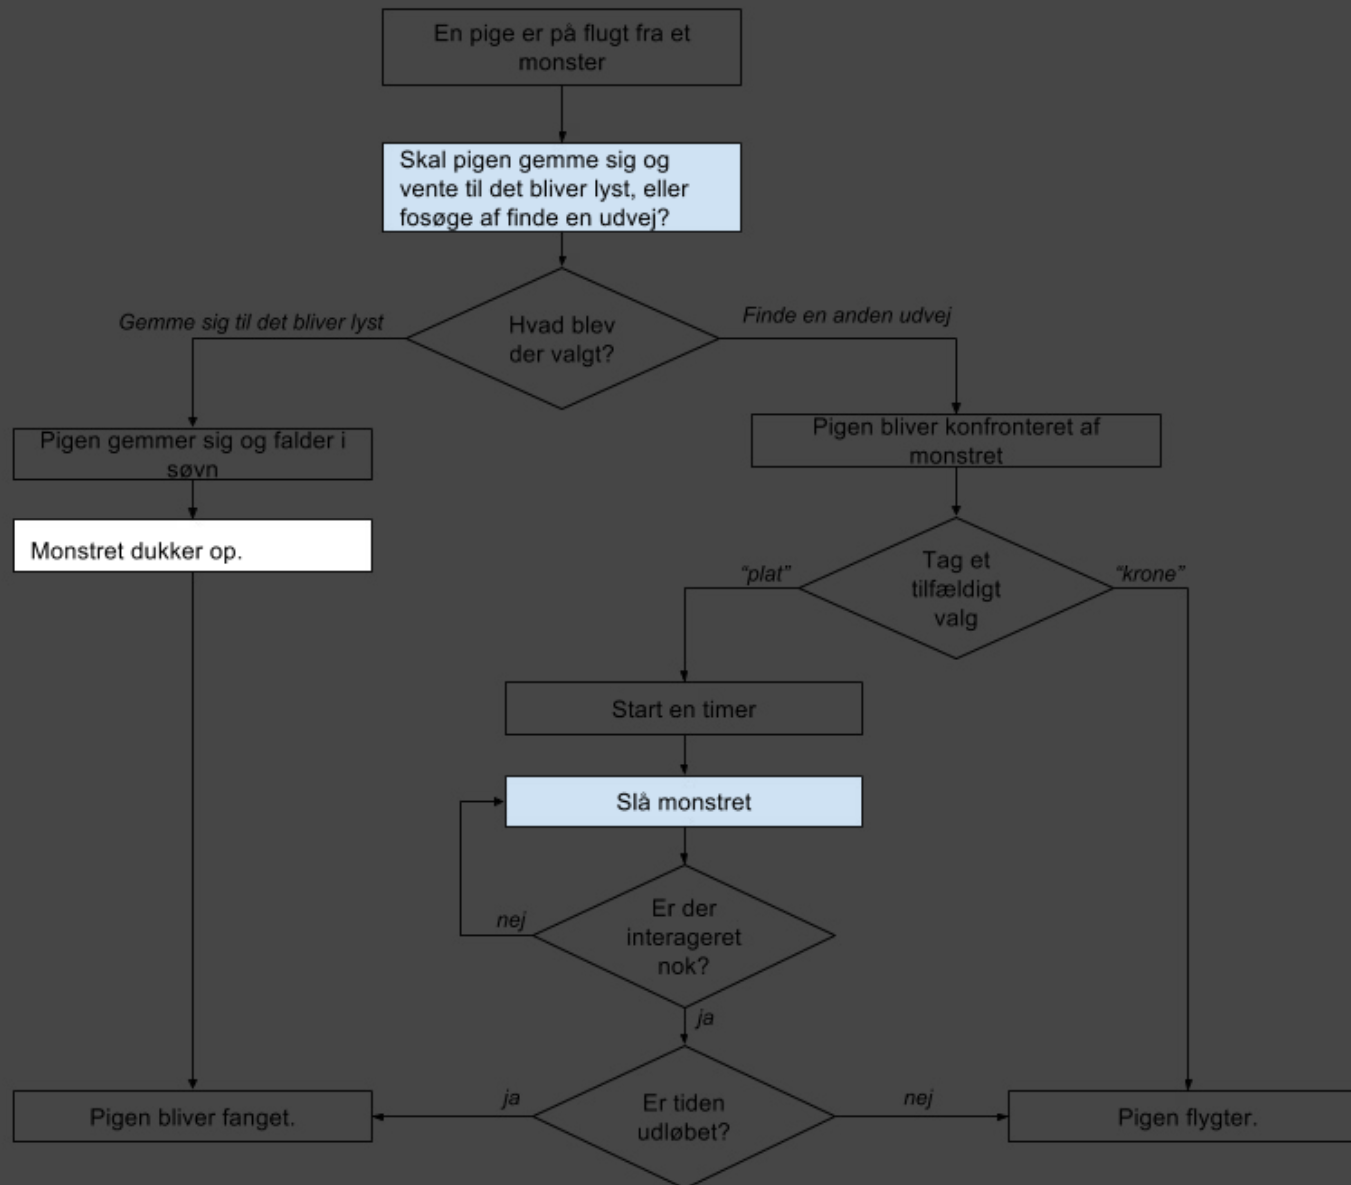 En pige er på flugt fra et
monster
Skal pigen gemme sig og
vente til det bliver lyst, eller
fosøge af finde en udvej?
Gemme sig til det bliver lyst
Hvad blev
der valgt?
Finde en anden udvej
Pigen gemmer sig og falder i
søvn
Pigen bliver konfronteret af
monstret
Monstret dukker op.
"plat"
Tag et
tilfældigt
valg
"krone"
Start en timer
Slå monstret
nej
Er der
interageret
nok?
ja
Pigen bliver fanget.
ja
Er tiden
udløbet?
nej
Pigen flygter.